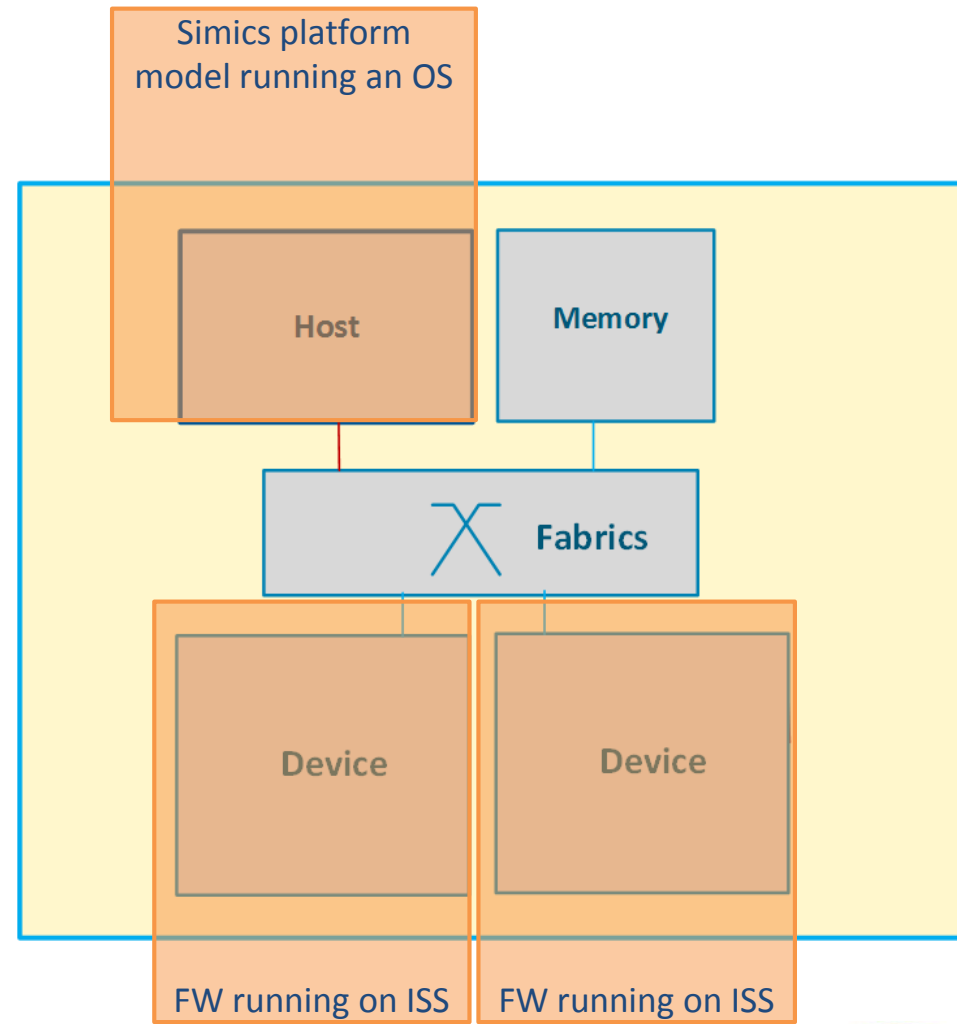 Simics platform
model running an OS
Host
Memory
Fabrics
Device
Device
FW running on ISS
FW running on ISS